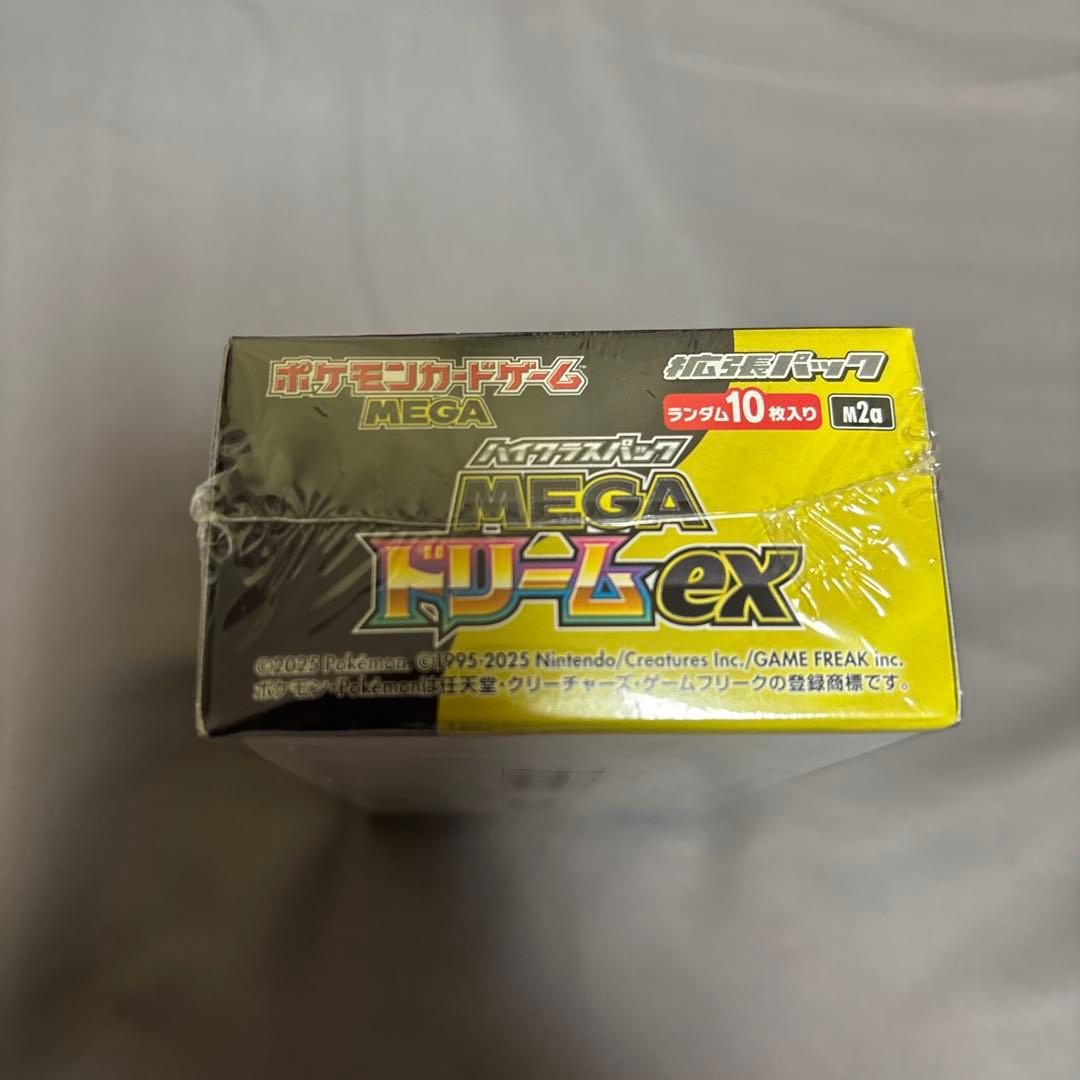 ポケモンカードゲーム
MEGA
拡張パック
ランダム10枚入り
M2a
ハイクラスパック
MEGA
ドリームex
©2025 Pokémon. ©1995-2025 Nintendo/Creatures Inc./GAME FREAK inc.
ポケモン・Pokémonは任天堂・クリーチャーズ・ゲームフリークの登録商標です。